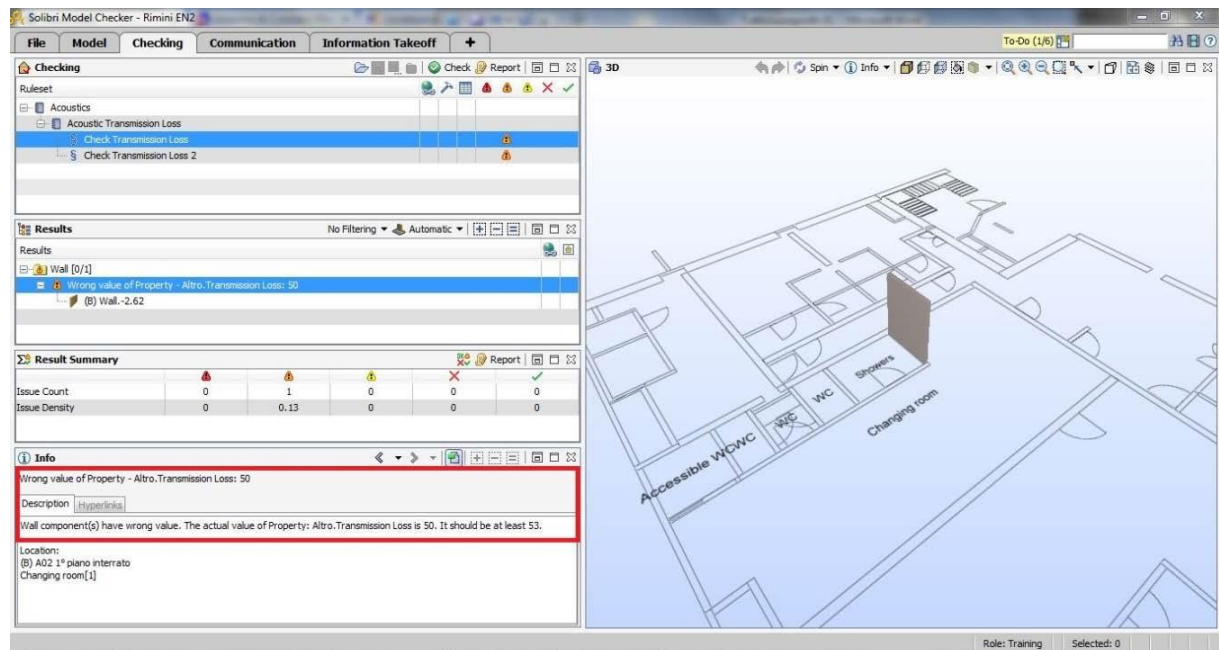 Solibri Model Checker - Rimini EN2
File Model Checking Communication Information Takeoff +
To-Do (1/6)
Checking
Check Report
Ruleset
Acoustics
Acoustic Transmission Loss
§ Check Transmission Loss
§ Check Transmission Loss 2
Results
No Filtering Automatic
Results
Wall [0/1]
Wrong value of Property - Altro.Transmission Loss: 50
(B) Wall.-2.62
Result Summary
Report
Issue Count 0 1 0 0 0
Issue Density 0 0.13 0 0 0
Info
Wrong value of Property - Altro.Transmission Loss: 50
Description Hyperlinks
Wall component(s) have wrong value. The actual value of Property: Altro.Transmission Loss is 50. It should be at least 53.
Location:
(B) A02 1° piano interrato
Changing room[1]
3D
Spin Info
Showers
WC
WC
Changing room
Accessible WCWC
Role: Training Selected: 0